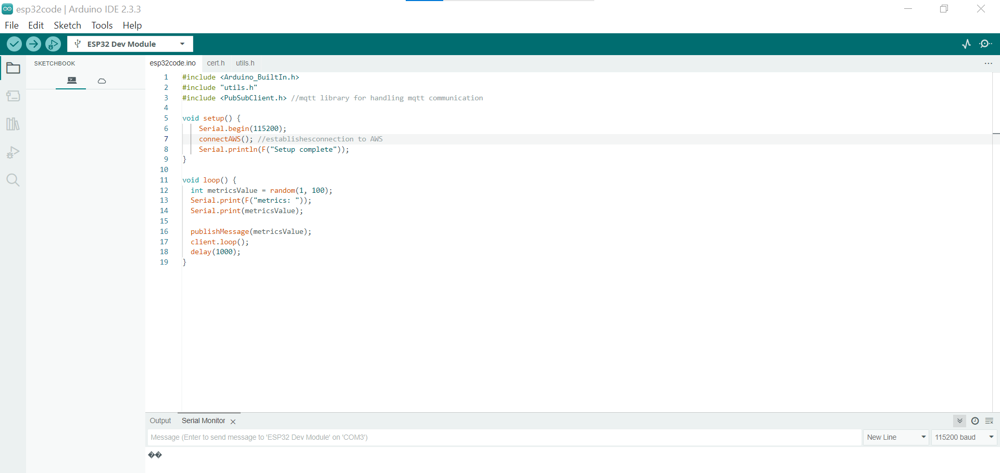 esp32code | Arduino IDE 2.3.3
File Edit Sketch Tools Help
ESP32 Dev Module
SKETCHBOOK
esp32code.ino cert.h utils.h
1 #include <Arduino_BuiltIn.h>
2 #include "utils.h"
3 #include <PubSubClient.h> //mqtt library for handling mqtt communication
4
5 void setup() {
6 Serial.begin(115200);
7 connectAWS(); //establishesconnection to AWS
8 Serial.println(F("Setup complete"));
9 }
10
11 void loop() {
12 int metricsValue = random(1, 100);
13 Serial.print(F("metrics: "));
14 Serial.print(metricsValue);
15
16 publishMessage(metricsValue);
17 client.loop();
18 delay(1000);
19 }
Output Serial Monitor
Message (Enter to send message to 'ESP32 Dev Module' on 'COM3')
New Line 115200 baud
��